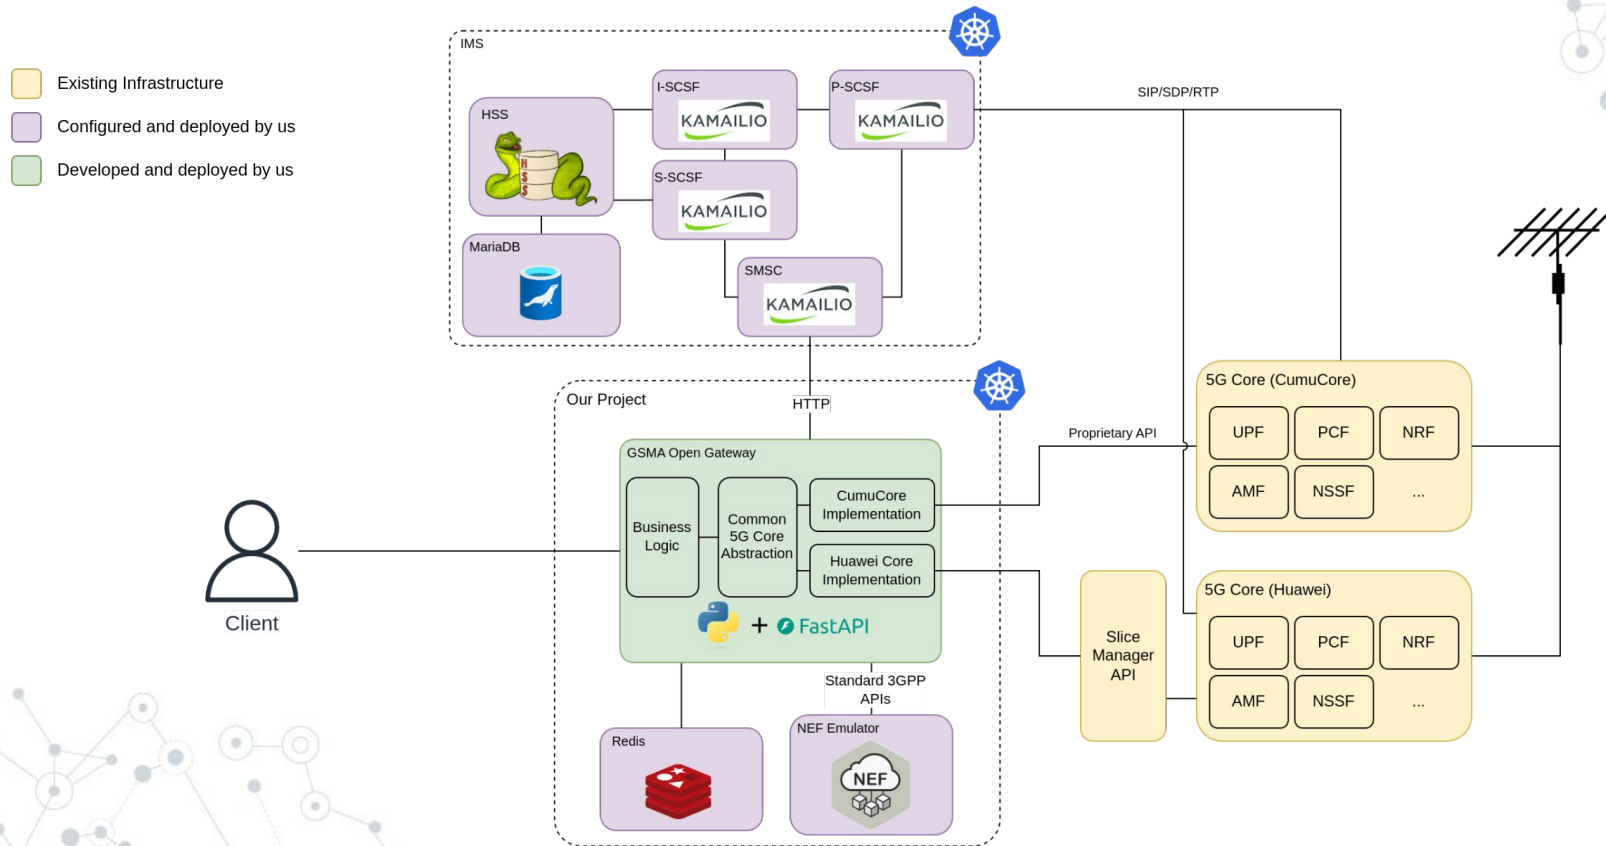 IMS
Existing Infrastructure
Configured and deployed by us
Developed and deployed by us
HSS
H
S
S
I-SCSF
KAMAILIO
P-SCSF
KAMAILIO
SIP/SDP/RTP
S-SCSF
KAMAILIO
MariaDB
SMSC
KAMAILIO
HTTP
Our Project
GSMA Open Gateway
Business
Logic
Common
5G Core
Abstraction
CumuCore
Implementation
Huawei Core
Implementation
+
FastAPI
Client
Standard 3GPP
APIs
Redis
NEF Emulator
NEF
Proprietary API
5G Core (CumuCore)
UPF
PCF
NRF
AMF
NSSF
...
Slice
Manager
API
5G Core (Huawei)
UPF
PCF
NRF
AMF
NSSF
...